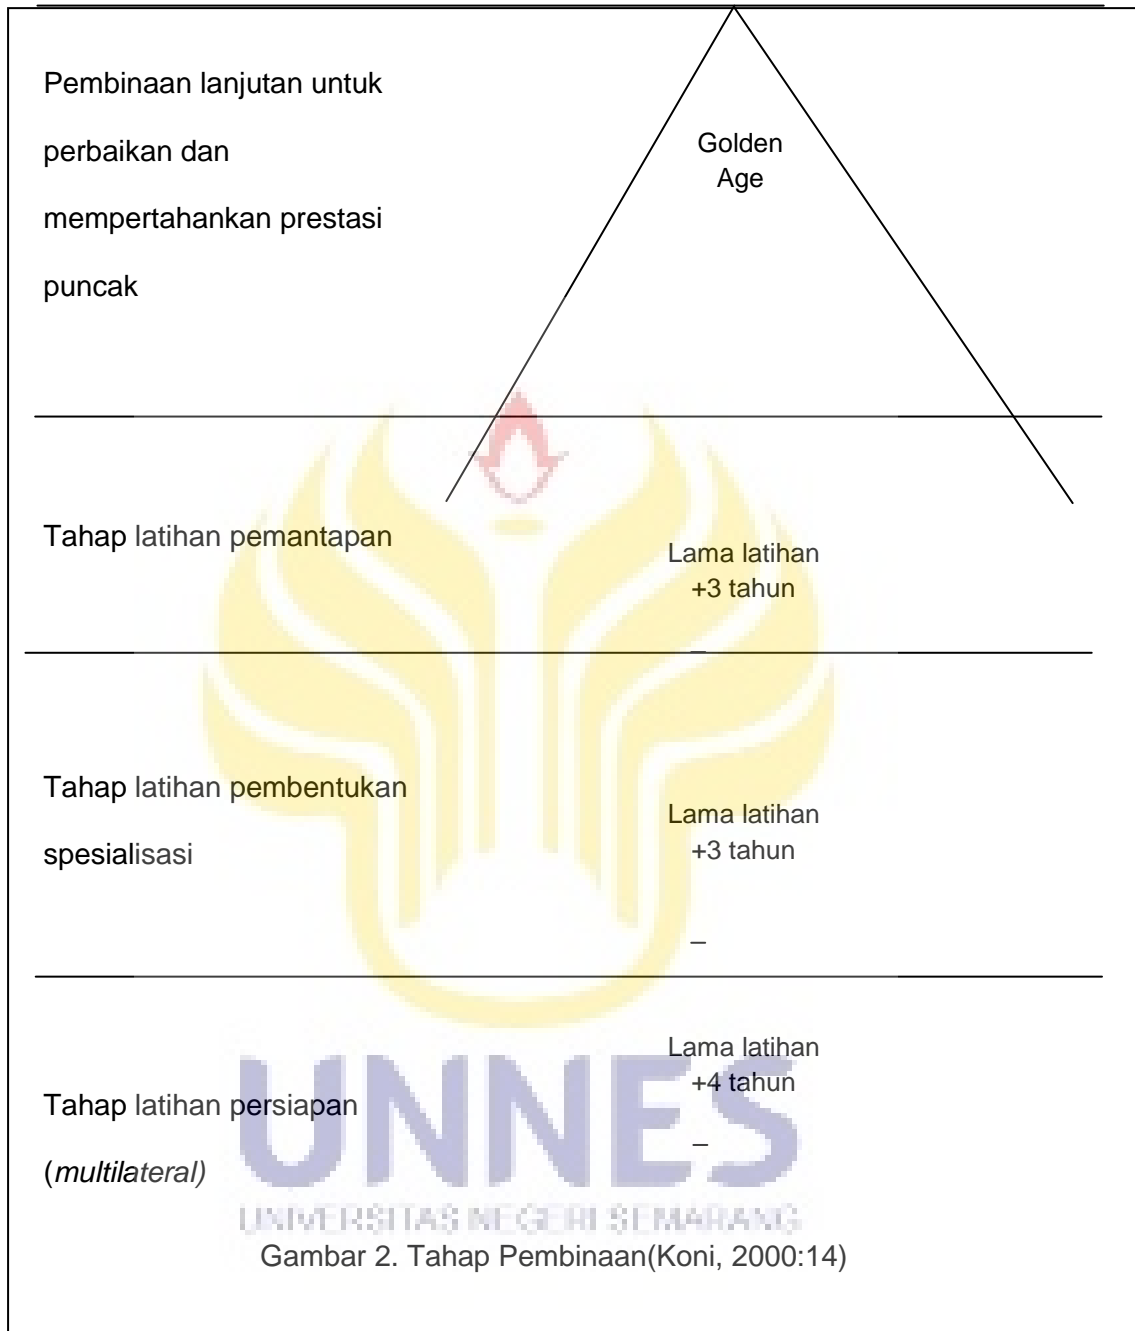 Pembinaan lanjutan untuk
perbaikan dan
mempertahankan prestasi
puncak
Golden
Age
Tahap latihan pemantapan
Lama latihan
+3 tahun
_
Tahap latihan pembentukan
spesialisasi
Lama latihan
+3 tahun
_
Lama latihan
+4 tahun
_
Tahap latihan persiapan
(multilateral)
UNNES
UNIVERSITAS NEGERI SEMARANG
Gambar 2. Tahap Pembinaan(Koni, 2000:14)